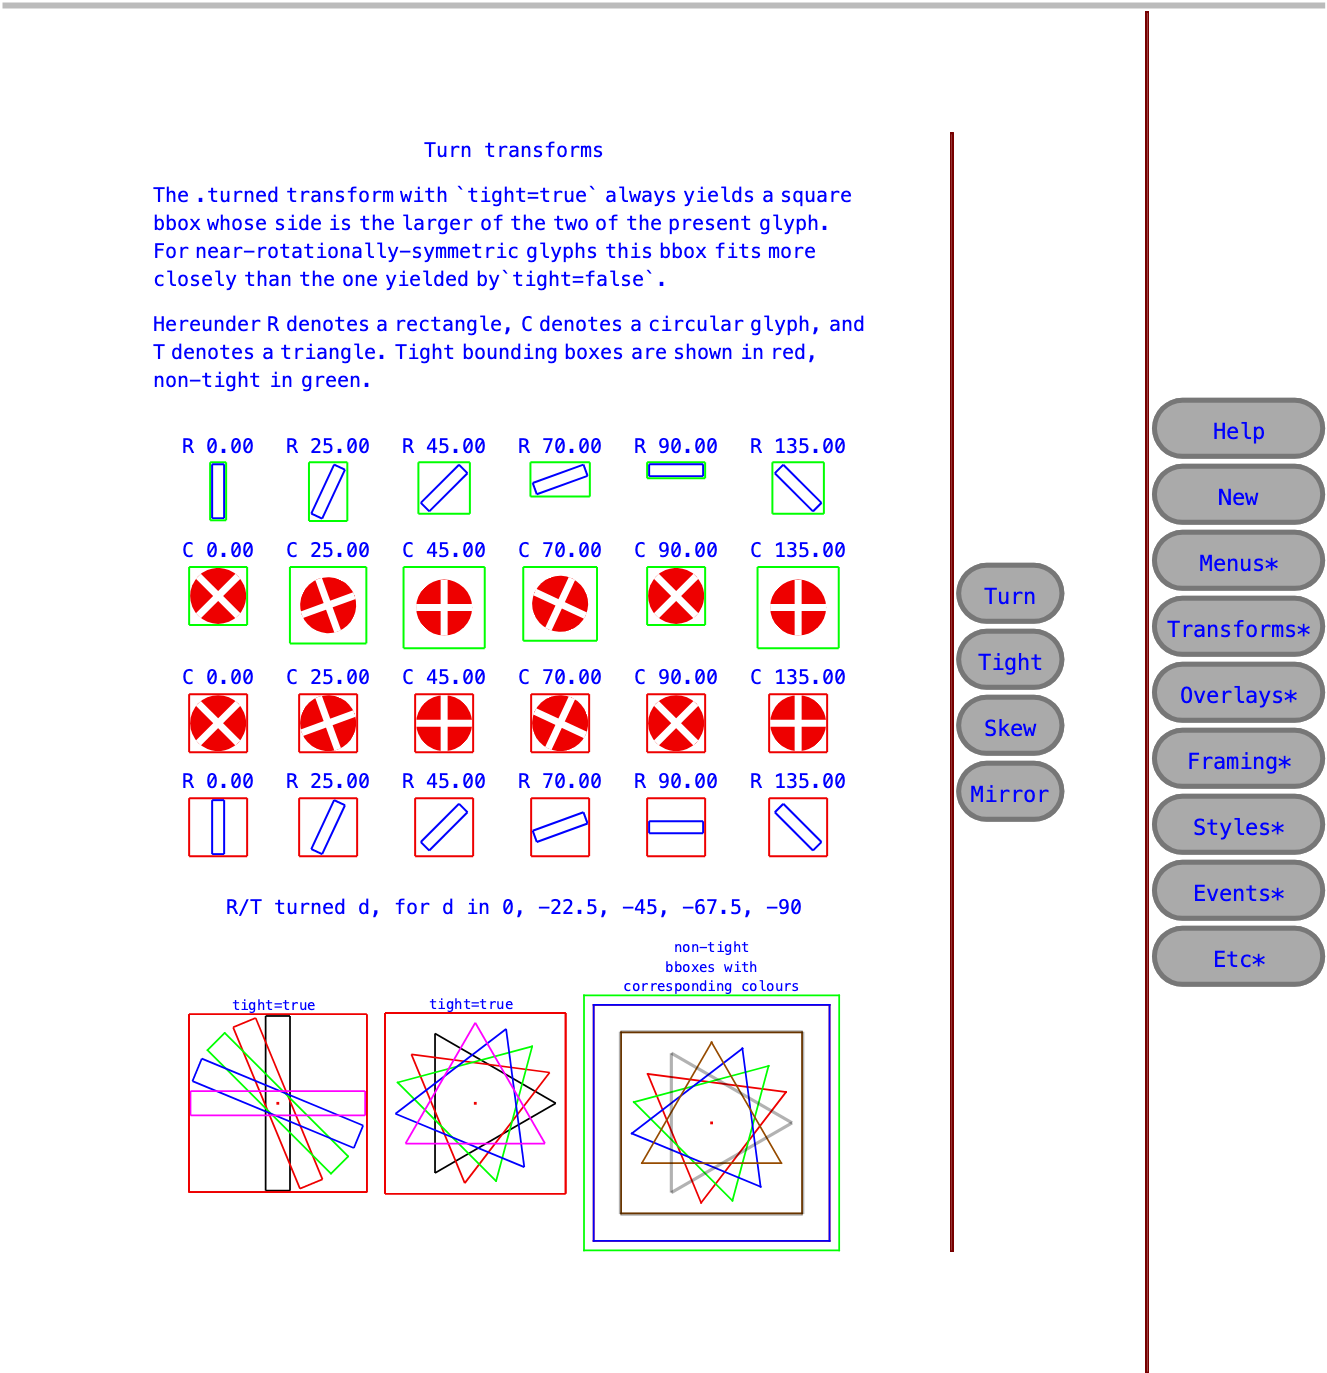 Turn transforms
The .turned transform with `tight=true` always yields a square
bbox whose side is the larger of the two of the present glyph.
For near-rotationally-symmetric glyphs this bbox fits more
closely than the one yielded by`tight=false`.
Hereunder R denotes a rectangle, C denotes a circular glyph, and
T denotes a triangle. Tight bounding boxes are shown in red,
non-tight in green.
R 0.00 R 25.00 R 45.00 R 70.00 R 90.00 R 135.00
C 0.00 C 25.00 C 45.00 C 70.00 C 90.00 C 135.00
C 0.00 C 25.00 C 45.00 C 70.00 C 90.00 C 135.00
R 0.00 R 25.00 R 45.00 R 70.00 R 90.00 R 135.00
R/T turned d, for d in 0, -22.5, -45, -67.5, -90
tight=true
tight=true
non-tight
bboxes with
corresponding colours
Turn
Tight
Skew
Mirror
Help
New
Menus*
Transforms*
Overlays*
Framing*
Styles*
Events*
Etc*